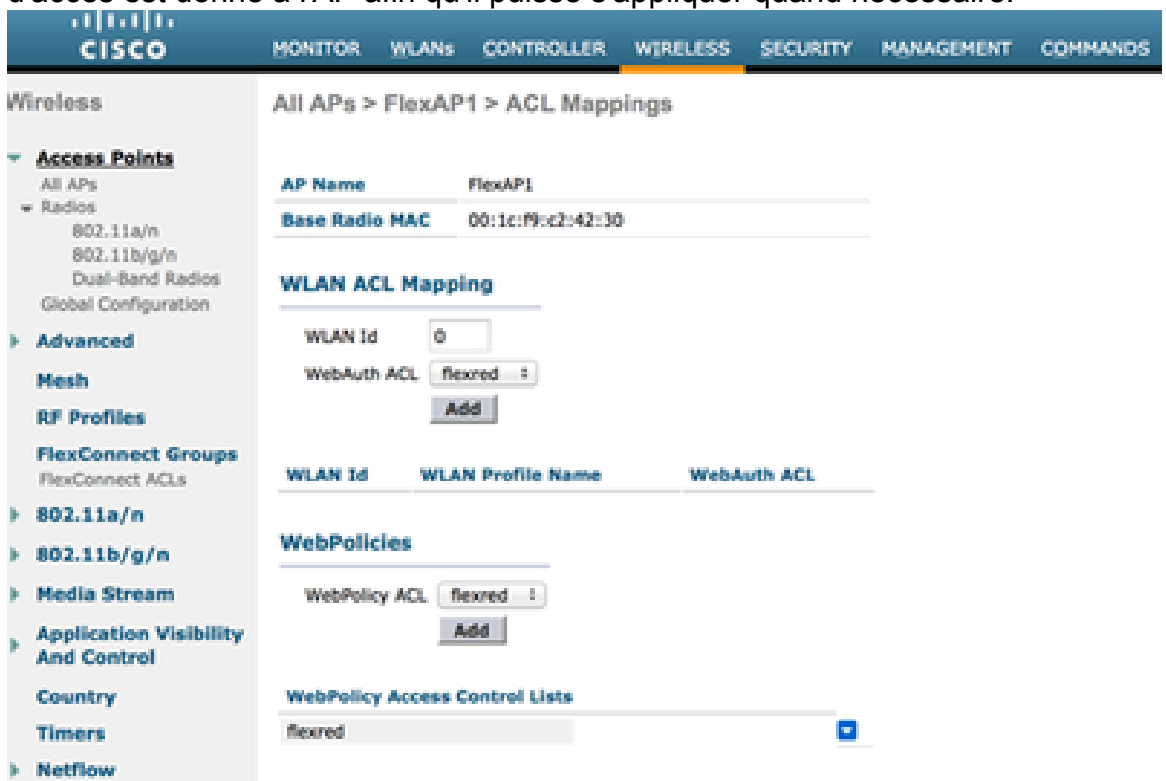 d'accès est donné à l'AP afin qu'il puisse s'appliquer quand nécessaire.
CISCO
MONITOR WLANs CONTROLLER WIRELESS SECURITY MANAGEMENT COMMANDS
Wireless
Access Points
All APs
Radios
802.11a/n
802.11b/g/n
Dual-Band Radios
Global Configuration
Advanced
Mesh
RF Profiles
FlexConnect Groups
FlexConnect ACLs
802.11a/n
802.11b/g/n
Media Stream
Application Visibility
And Control
Country
Timers
Netflow
All APs > FlexAP1 > ACL Mappings
AP Name FlexAP1
Base Radio MAC 00:1c:f9:c2:42:30
WLAN ACL Mapping
WLAN Id 0
WebAuth ACL flexred
Add
WLAN Id WLAN Profile Name WebAuth ACL
WebPolicies
WebPolicy ACL flexred
Add
WebPolicy Access Control Lists
flexred